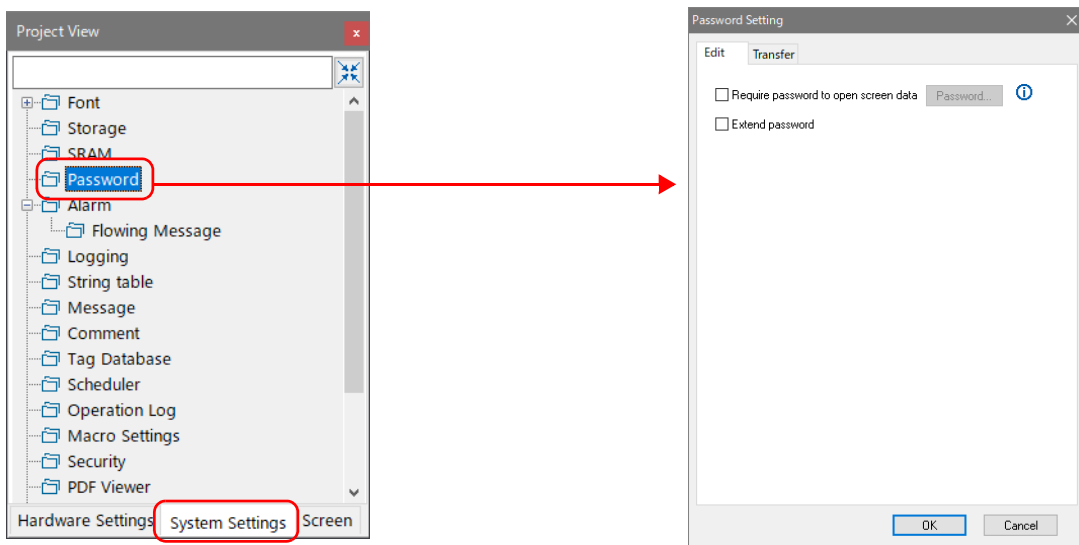 Project View
Font
Storage
SRAM
Password
Alarm
Flowing Message
Logging
String table
Message
Comment
Tag Database
Scheduler
Operation Log
Macro Settings
Security
PDF Viewer
Hardware Settings System Settings Screen
Password Setting
Edit Transfer
Require password to open screen data Password...
Extend password
OK Cancel